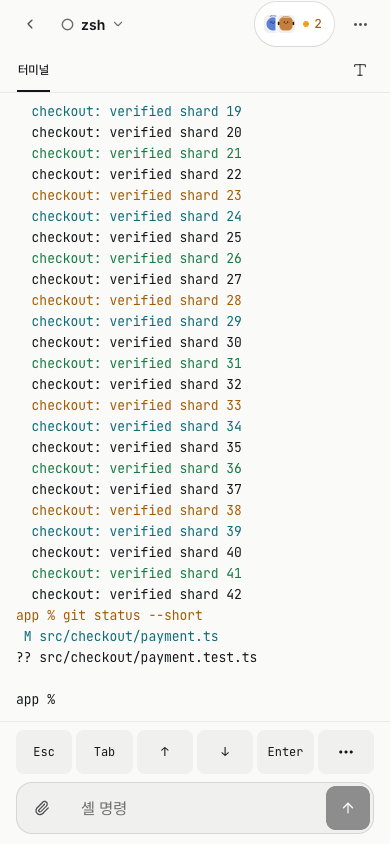 zsh
2
터미널
checkout: verified shard 19
checkout: verified shard 20
checkout: verified shard 21
checkout: verified shard 22
checkout: verified shard 23
checkout: verified shard 24
checkout: verified shard 25
checkout: verified shard 26
checkout: verified shard 27
checkout: verified shard 28
checkout: verified shard 29
checkout: verified shard 30
checkout: verified shard 31
checkout: verified shard 32
checkout: verified shard 33
checkout: verified shard 34
checkout: verified shard 35
checkout: verified shard 36
checkout: verified shard 37
checkout: verified shard 38
checkout: verified shard 39
checkout: verified shard 40
checkout: verified shard 41
checkout: verified shard 42
app % git status --short
 M src/checkout/payment.ts
?? src/checkout/payment.test.ts
app %
Esc Tab ↑ ↓ Enter •••
셸 명령